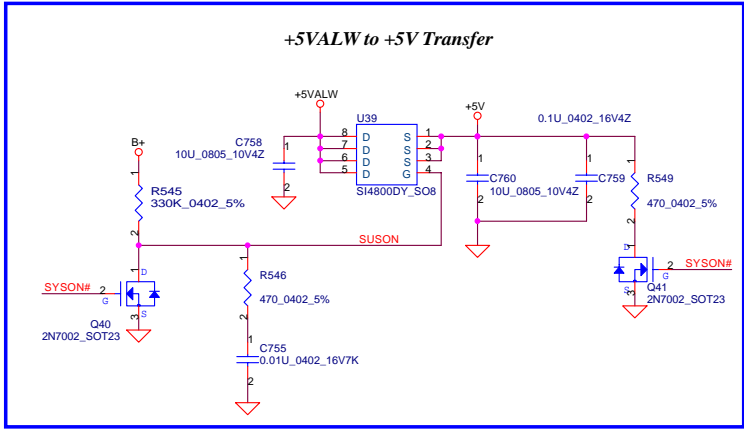 +5VALW to +5V Transfer
+5VALW
+5V
0.1U_0402_16V4Z
U39
B+
C758
10U_0805_10V4Z
1
2
8 D S 1
7 D S 2
6 D S 3
5 D G 4
SI4800DY_SO8
1
C760
10U_0805_10V4Z
2
1
C759
2
1
R549
470_0402_5%
2
1
R545
330K_0402_5%
2
SUSON
SYSON#
2
G
1
D
S
3
Q40
2N7002_SOT23
1
R546
470_0402_5%
2
1
C755
0.01U_0402_16V7K
2
D
1
2
G
SYSON#
S
3
Q41
2N7002_SOT23